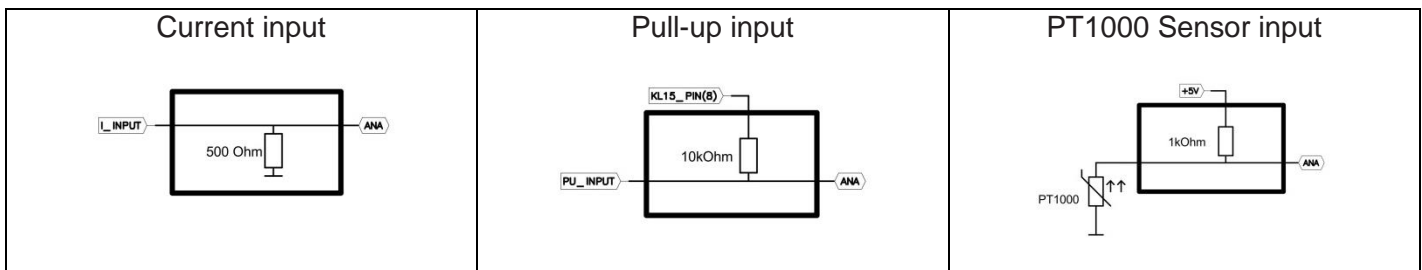 Current input
I_INPUT
ANA
500 Ohm
Pull-up input
KL15_PIN(8)
10kOhm
PU_INPUT
ANA
PT1000 Sensor input
+5V
1kOhm
ANA
PT1000
↑↑